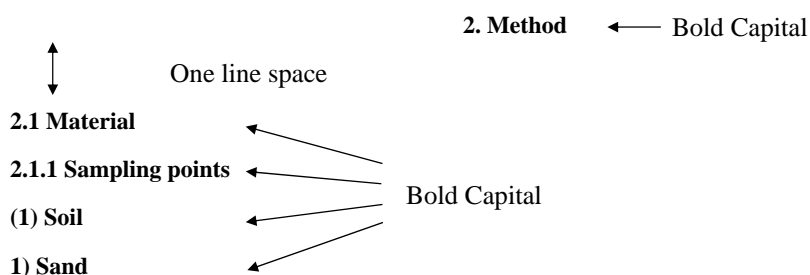 2. Method Bold Capital
One line space
2.1 Material
2.1.1 Sampling points
Bold Capital
(1) Soil
1) Sand